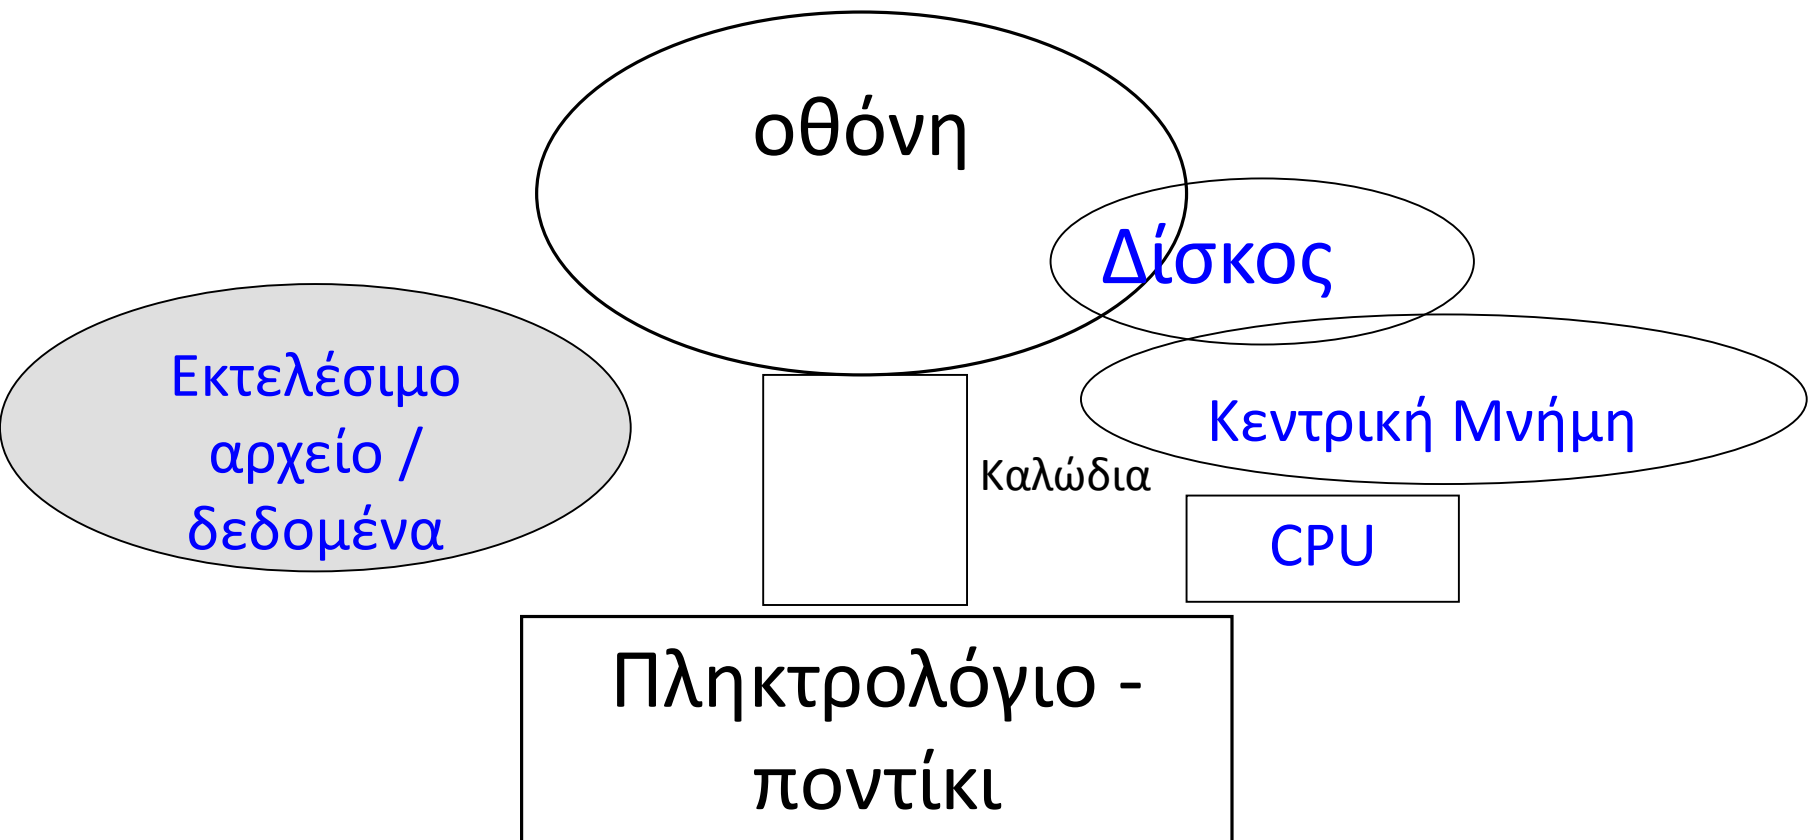 οθόνη
Δίσκος
Εκτελέσιμο
αρχείο /
δεδομένα
Κεντρική Μνήμη
Καλώδια
CPU
Πληκτρολόγιο -
ποντίκι